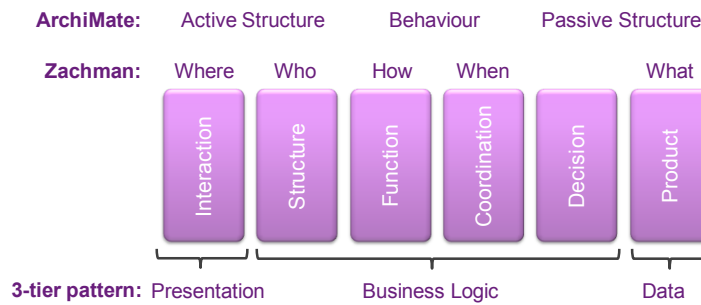 ArchiMate: Active Structure Behaviour Passive Structure
Zachman: Where Who How When What
Interaction
Structure
Function
Coordination
Decision
Product
3-tier pattern: Presentation Business Logic Data